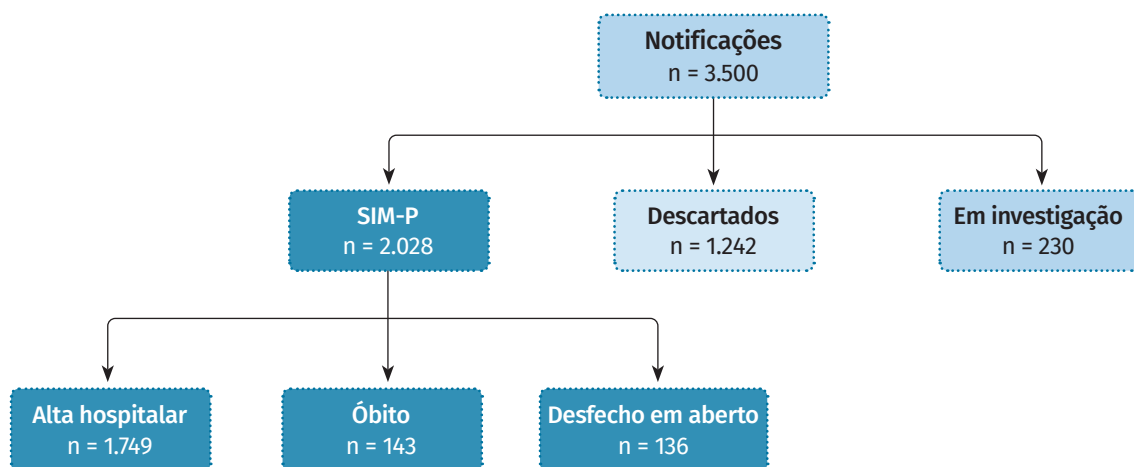 Notificações
n = 3.500
SIM-P
n = 2.028
Descartados
n = 1.242
Em investigação
n = 230
Alta hospitalar
n = 1.749
Óbito
n = 143
Desfecho em aberto
n = 136